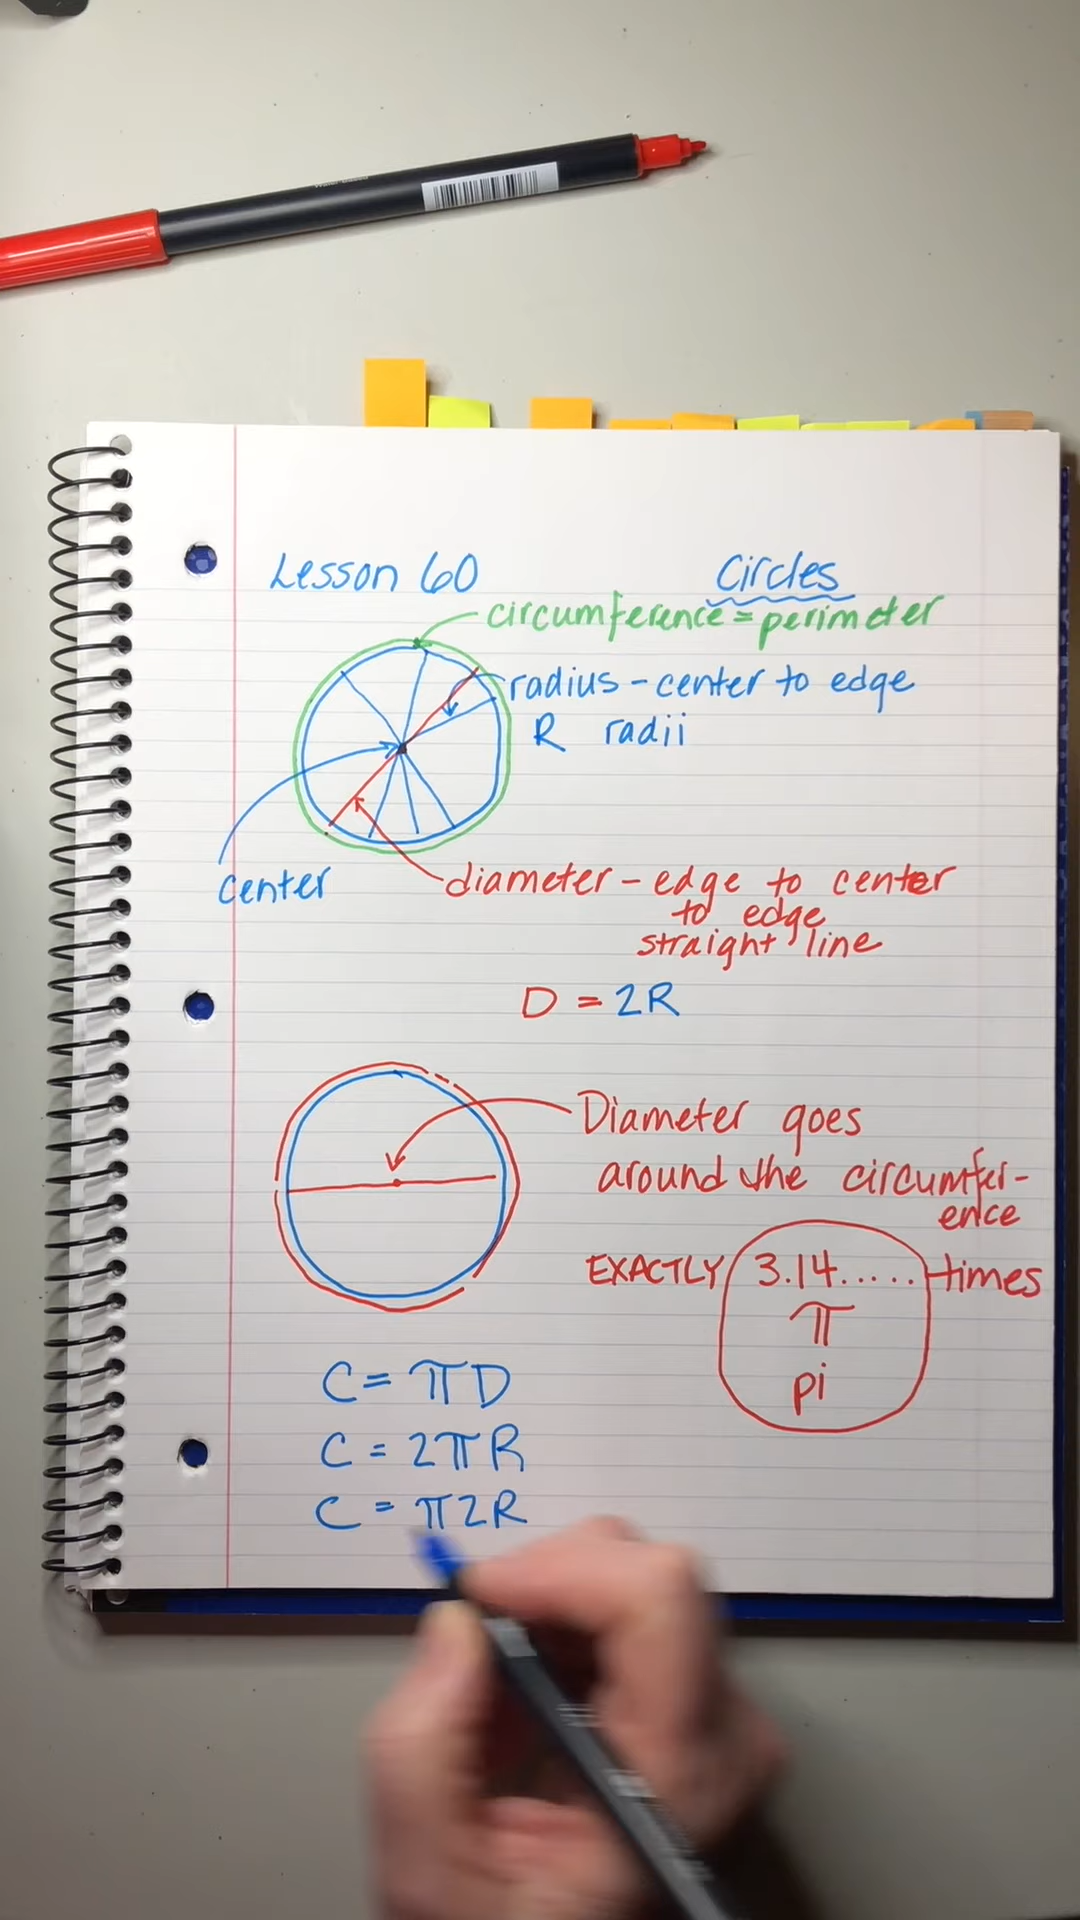 Lesson 60 Circles
circumference = perimeter
radius - center to edge
R radii
center
diameter - edge to center
to edge
straight line
D = 2R
Diameter goes
around the circumfer-
ence
EXACTLY 3.14..... times
π
pi
C = πD
C = 2πR
C = π2R